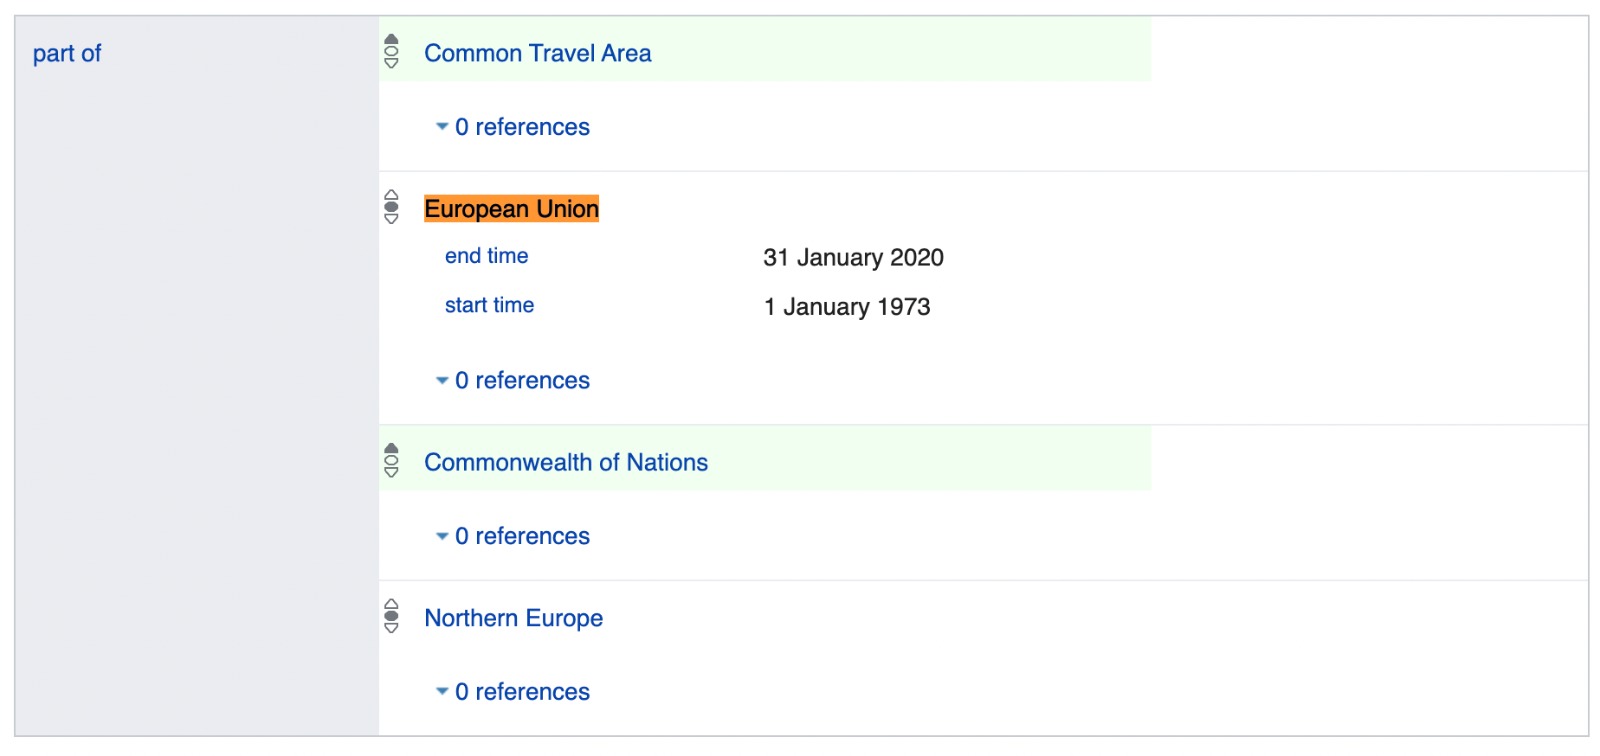 part of
Common Travel Area
0 references
European Union
end time 31 January 2020
start time 1 January 1973
0 references
Commonwealth of Nations
0 references
Northern Europe
0 references